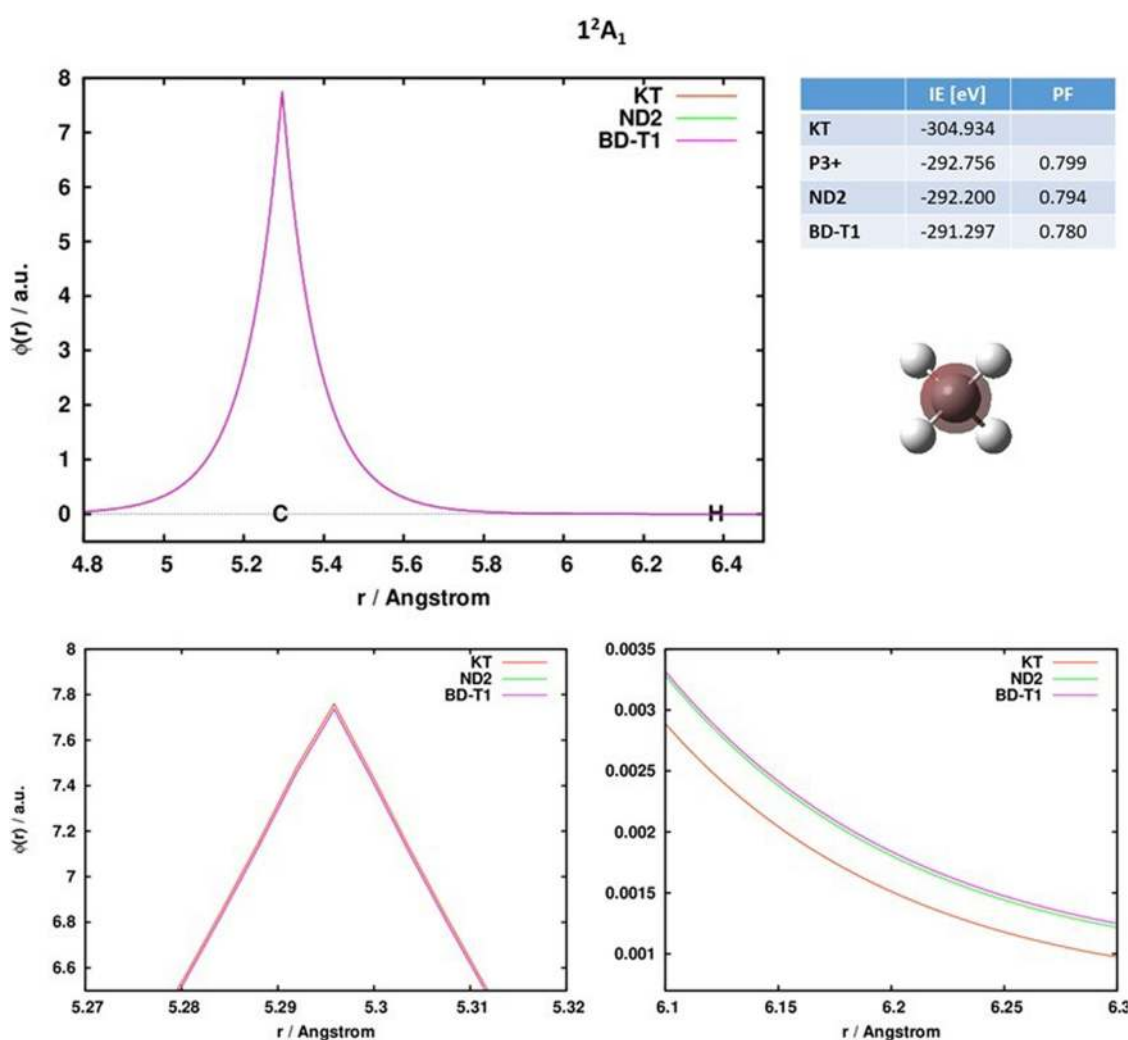 1²A₁
8
7
6
5
4
3
2
1
0
ϕ(r) / a.u.
KT
ND2
BD-T1
C
H
4.8 5 5.2 5.4 5.6 5.8 6 6.2 6.4
r / Angstrom
IE [eV] PF
KT -304.934
P3+ -292.756 0.799
ND2 -292.200 0.794
BD-T1 -291.297 0.780
8
7.8
7.6
7.4
7.2
7
6.8
6.6
ϕ(r) / a.u.
KT
ND2
BD-T1
5.27 5.28 5.29 5.3 5.31 5.32
r / Angstrom
0.0035
0.003
0.0025
0.002
0.0015
0.001
KT
ND2
BD-T1
6.1 6.15 6.2 6.25 6.3
r / Angstrom